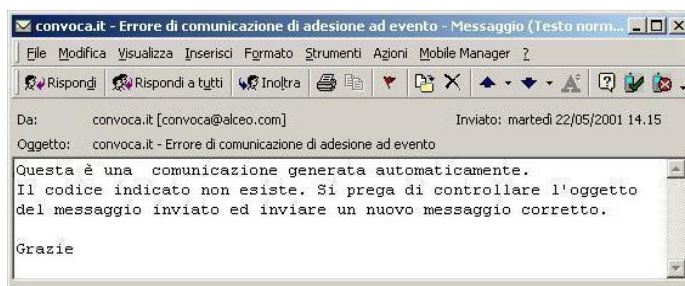 convoca.it - Errore di comunicazione di adesione ad evento - Messaggio (Testo norm...
File Modifica Visualizza Inserisci Formato Strumenti Azioni Mobile Manager ?
Rispondi Rispondi a tutti Inoltra
Da: convoca.it [convoca@alceo.com] Inviato: martedì 22/05/2001 14.15
Oggetto: convoca.it - Errore di comunicazione di adesione ad evento
Questa è una comunicazione generata automaticamente.
Il codice indicato non esiste. Si prega di controllare l'oggetto
del messaggio inviato ed inviare un nuovo messaggio corretto.
Grazie